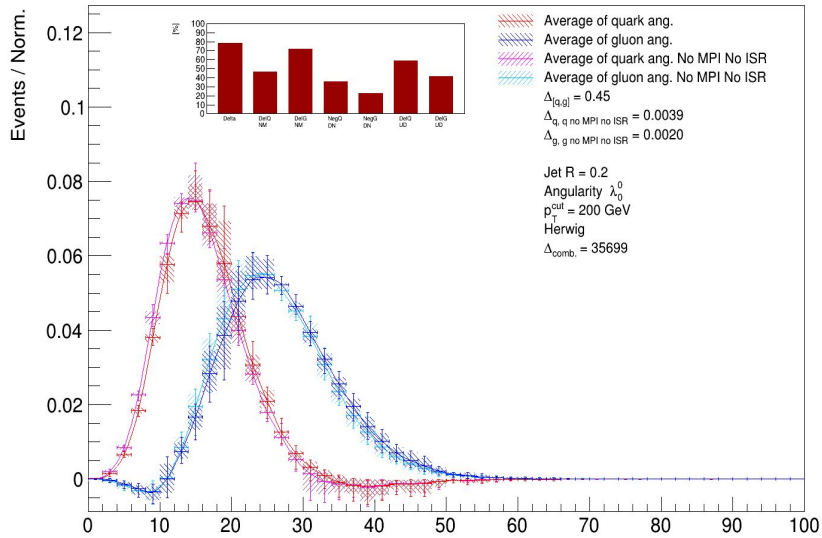 Events / Norm.
0.12
0.1
0.08
0.06
0.04
0.02
0
0 10 20 30 40 50 60 70 80 90 100
[%]
100
90
80
70
60
50
40
30
20
10
0
Delta DelQ DelG NegQ NegG DelQ DelG
NM NM DN DN UD UD
Average of quark ang.
Average of gluon ang.
Average of quark ang. No MPI No ISR
Average of gluon ang. No MPI No ISR
Δ[q,g] = 0.45
Δq, q no MPI no ISR = 0.0039
Δg, g no MPI no ISR = 0.0020
Jet R = 0.2
Angularity λ⁰₀
pTcut = 200 GeV
Herwig
Δcomb. = 35699